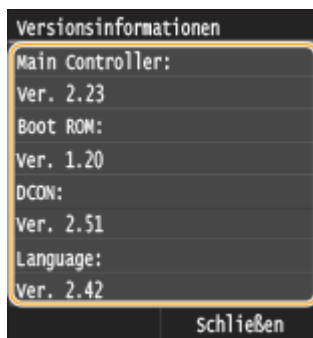 Versionsinformationen
Main Controller:
Ver. 2.23
Boot ROM:
Ver. 1.20
DCON:
Ver. 2.51
Language:
Ver. 2.42
Schließen